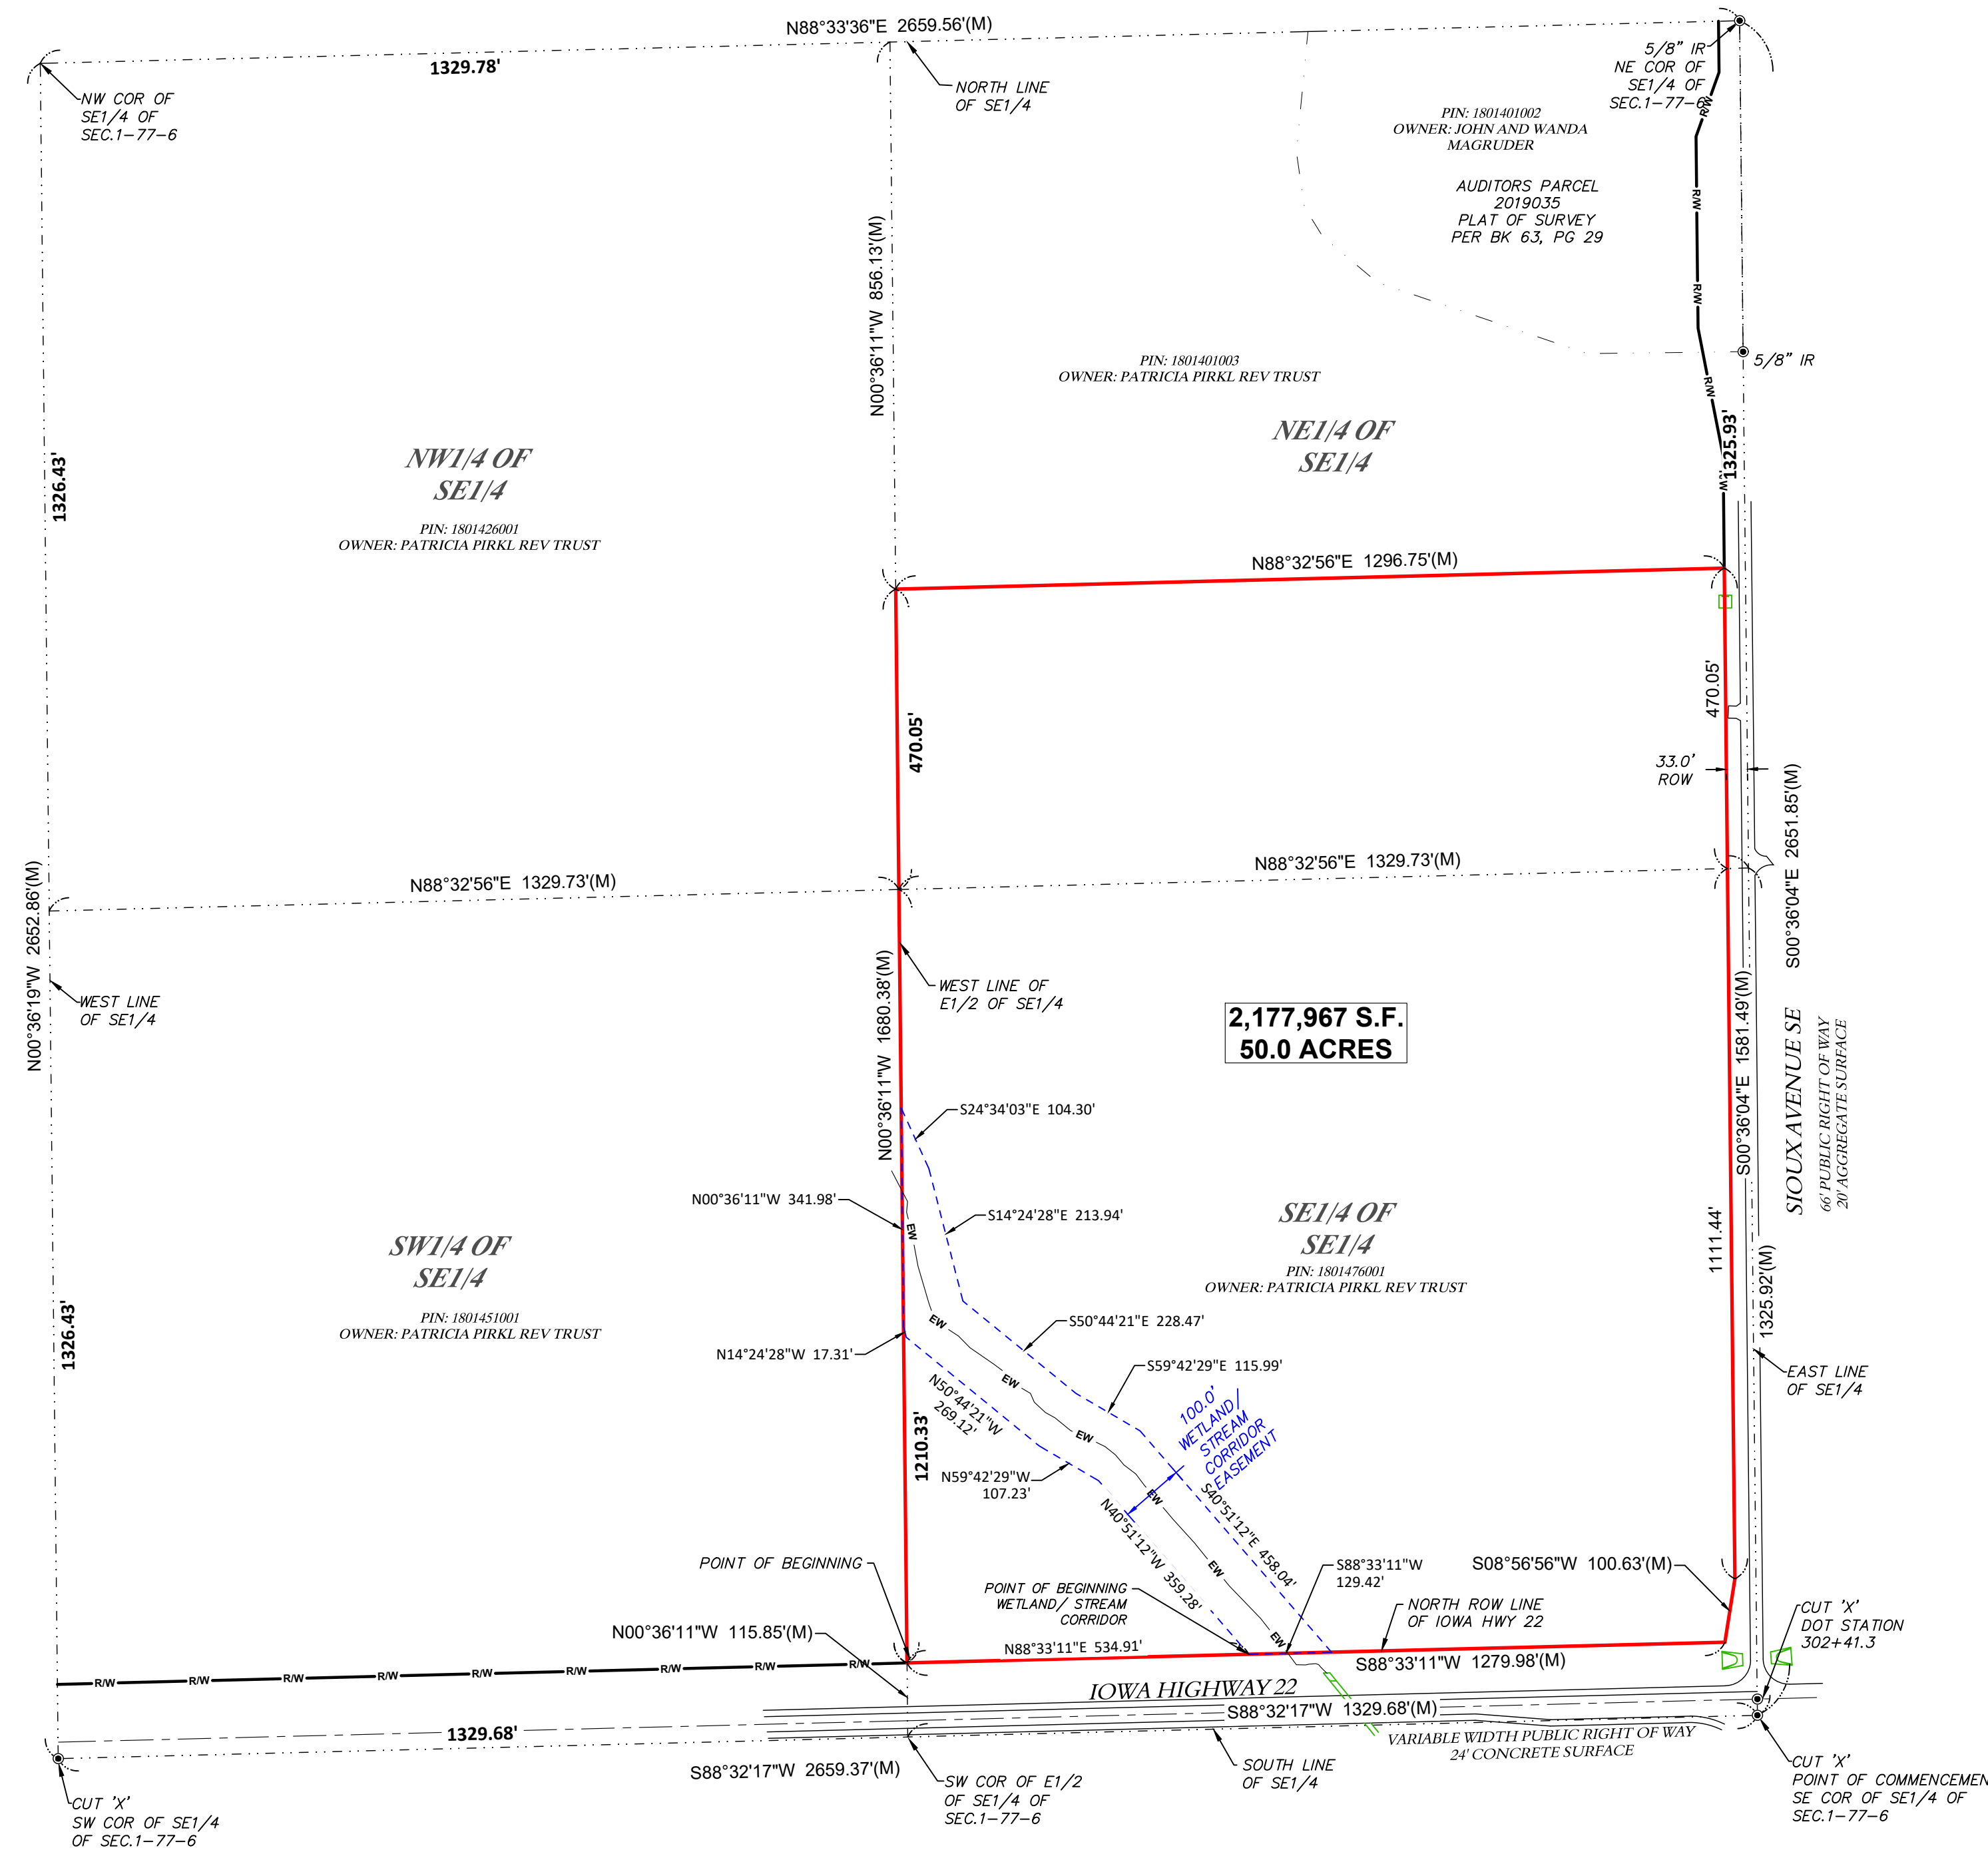 N88°33'36"E 2659.56'(M)
1329.78'
NW COR OF
SE1/4 OF
SEC.1-77-6
NORTH LINE
OF SE1/4
5/8" IR
NE COR OF
SE1/4 OF
SEC.1-77-6
R/W
PIN: 1801401002
OWNER: JOHN AND WANDA
MAGRUDER
AUDITORS PARCEL
2019035
PLAT OF SURVEY
PER BK 63, PG 29
R/W
R/W
R/W
5/8" IR
N00°36'11"W 856.13'(M)
PIN: 1801401003
OWNER: PATRICIA PIRKL REV TRUST
NE1/4 OF
SE1/4
1325.93'
NW1/4 OF
SE1/4
PIN: 1801426001
OWNER: PATRICIA PIRKL REV TRUST
1326.43'
N88°32'56"E 1296.75'(M)
470.05'
470.05'
33.0'
ROW
S00°36'04"E 2651.85'(M)
N88°32'56"E 1329.73'(M)
N88°32'56"E 1329.73'(M)
N00°36'19"W 2652.86'(M)
WEST LINE
OF SE1/4
WEST LINE OF
E1/2 OF SE1/4
N00°36'11"W 1680.38'(M)
2,177,967 S.F.
50.0 ACRES
S00°36'04"E 1581.49'(M)
SIOUX AVENUE SE
66' PUBLIC RIGHT OF WAY
20' AGGREGATE SURFACE
S24°34'03"E 104.30'
N00°36'11"W 341.98'
S14°24'28"E 213.94'
EW
SE1/4 OF
SE1/4
PIN: 1801476001
OWNER: PATRICIA PIRKL REV TRUST
1111.44'
1325.92'(M)
SW1/4 OF
SE1/4
PIN: 1801451001
OWNER: PATRICIA PIRKL REV TRUST
1326.43'
EW
S50°44'21"E 228.47'
N14°24'28"W 17.31'
S59°42'29"E 115.99'
EW
N50°44'21"W
269.12'
100.0'
WETLAND/
STREAM
CORRIDOR
EASEMENT
EAST LINE
OF SE1/4
1210.33'
EW
N59°42'29"W
107.23'
EW
S40°51'12"E 458.04'
N40°51'12"W 359.28'
EW
POINT OF BEGINNING
S88°33'11"W
129.42'
S08°56'56"W 100.63'(M)
POINT OF BEGINNING
WETLAND/ STREAM
CORRIDOR
NORTH ROW LINE
OF IOWA HWY 22
CUT 'X'
DOT STATION
302+41.3
N00°36'11"W 115.85'(M)
N88°33'11"E 534.91'
EW
S88°33'11"W 1279.98'(M)
R/W R/W R/W R/W R/W R/W R/W R/W R/W
IOWA HIGHWAY 22
S88°32'17"W 1329.68'(M)
1329.68'
VARIABLE WIDTH PUBLIC RIGHT OF WAY
24' CONCRETE SURFACE
S88°32'17"W 2659.37'(M)
SOUTH LINE
OF SE1/4
SW COR OF E1/2
OF SE1/4 OF
SEC.1-77-6
CUT 'X'
SW COR OF SE1/4
OF SEC.1-77-6
CUT 'X'
POINT OF COMMENCEMEN
SE COR OF SE1/4 OF
SEC.1-77-6